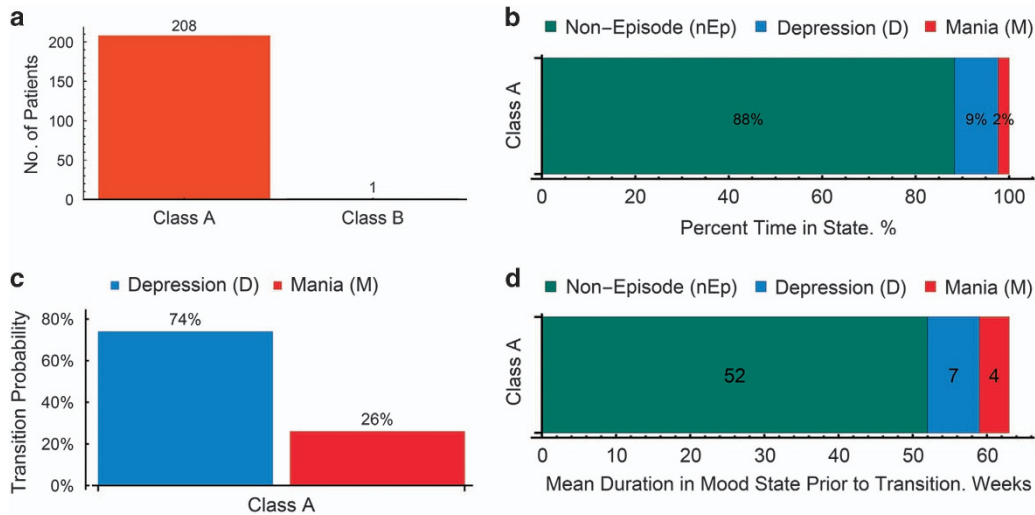 a
208
200
150
100
50
0
No. of Patients
1
Class A
Class B
b
Non−Episode (nEp) Depression (D) Mania (M)
Class A
88% 9% 2%
0 20 40 60 80 100
Percent Time in State. %
c
Depression (D) Mania (M)
80%
60%
40%
20%
0%
Transition Probability
74%
26%
Class A
d
Non−Episode (nEp) Depression (D) Mania (M)
Class A
52 7 4
0 10 20 30 40 50 60
Mean Duration in Mood State Prior to Transition. Weeks